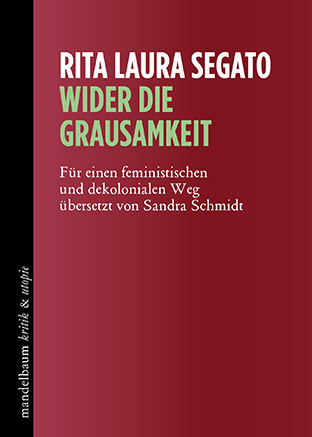 RITA LAURA SEGATO
WIDER DIE
GRAUSAMKEIT
Für einen feministischen
und dekolonialen Weg
übersetzt von Sandra Schmidt
mandelbaum kritik & utopie